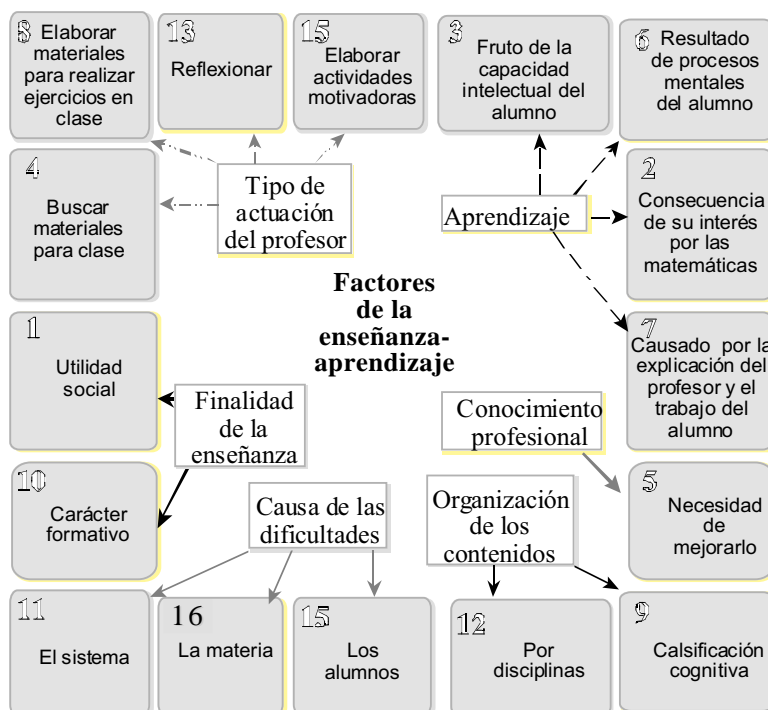 8
Elaborar
materiales
para realizar
ejercicios en
clase
13
Reflexionar
15
Elaborar
actividades
motivadoras
3
Fruto de la
capacidad
intelectual del
alumno
6
Resultado
de procesos
mentales
del alumno
4
Buscar
materiales
para clase
Tipo de
actuación
del profesor
Aprendizaje
2
Consecuencia
de su interés
por las
matemáticas
Factores
de la
enseñanza-
aprendizaje
1
Utilidad
social
7
Causado por la
explicación del
profesor y el
trabajo del
alumno
Finalidad
de la
enseñanza
Conocimiento
profesional
10
Carácter
formativo
Causa de las
dificultades
Organización
de los
contenidos
5
Necesidad
de
mejorarlo
11
El sistema
16
La materia
15
Los
alumnos
12
Por
disciplinas
9
Calsificación
cognitiva